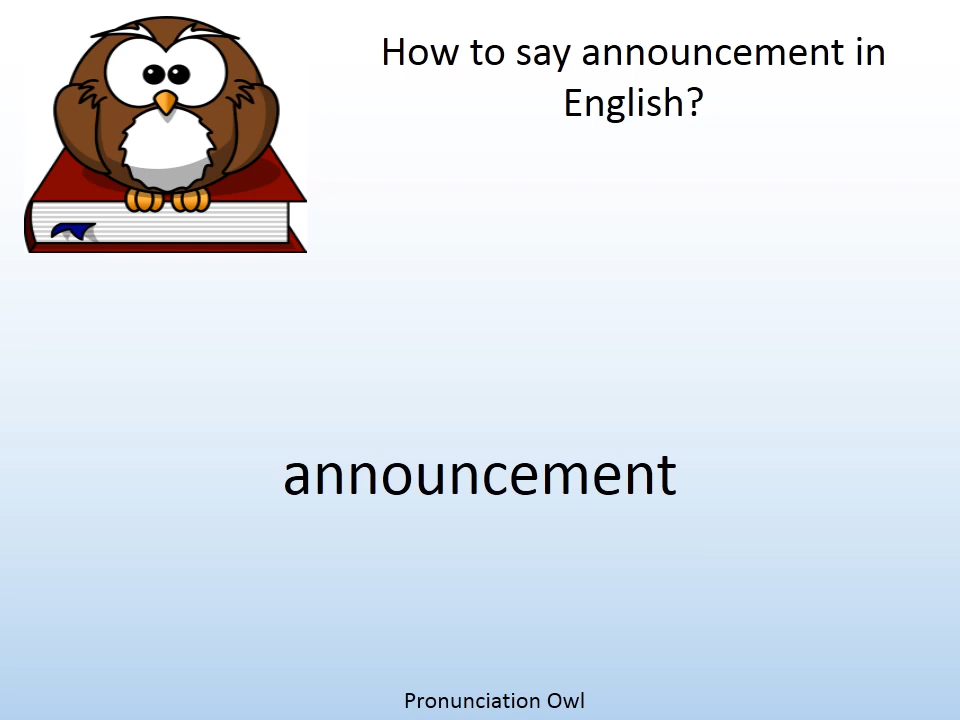 How to say announcement in
English?
announcement
Pronunciation Owl